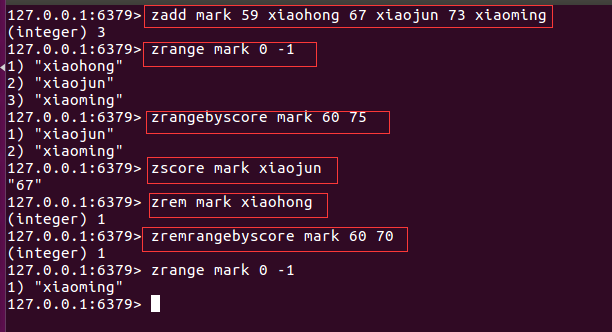 127.0.0.1:6379> zadd mark 59 xiaohong 67 xiaojun 73 xiaoming
(integer) 3
127.0.0.1:6379> zrange mark 0 -1
1) "xiaohong"
2) "xiaojun"
3) "xiaoming"
127.0.0.1:6379> zrangebyscore mark 60 75
1) "xiaojun"
2) "xiaoming"
127.0.0.1:6379> zscore mark xiaojun
"67"
127.0.0.1:6379> zrem mark xiaohong
(integer) 1
127.0.0.1:6379> zremrangebyscore mark 60 70
(integer) 1
127.0.0.1:6379> zrange mark 0 -1
1) "xiaoming"
127.0.0.1:6379>